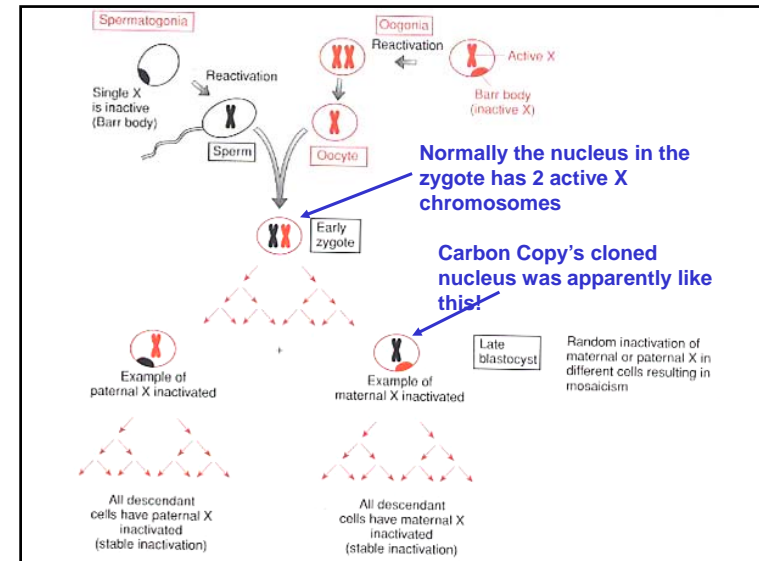 Spermatogonia
Oogonia
Reactivation
Active X
Reactivation
Single X
is inactive
(Barr body)
Barr body
(inactive X)
Sperm
Oocyte
Normally the nucleus in the
zygote has 2 active X
chromosomes
Early
zygote
Carbon Copy's cloned
nucleus was apparently like
this!
Late
blastocyst
Random inactivation of
maternal or paternal X in
different cells resulting in
mosaicism
Example of
paternal X inactivated
Example of
maternal X inactivated
All descendant
cells have paternal X
inactivated
(stable inactivation)
All descendant
cells have maternal X
inactivated
(stable inactivation)